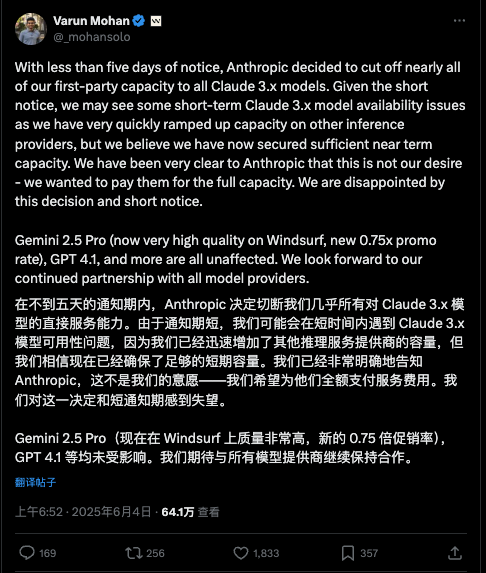 Varun Mohan
@_mohansolo
With less than five days of notice, Anthropic decided to cut off nearly all
of our first-party capacity to all Claude 3.x models. Given the short
notice, we may see some short-term Claude 3.x model availability issues
as we have very quickly ramped up capacity on other inference
providers, but we believe we have now secured sufficient near term
capacity. We have been very clear to Anthropic that this is not our desire
- we wanted to pay them for the full capacity. We are disappointed by
this decision and short notice.
Gemini 2.5 Pro (now very high quality on Windsurf, new 0.75x promo
rate), GPT 4.1, and more are all unaffected. We look forward to our
continued partnership with all model providers.
在不到五天的通知期内，Anthropic 决定切断我们几乎所有对 Claude 3.x 模
型的直接服务能力。由于通知期短，我们可能会在短时间内遇到 Claude 3.x
模型可用性问题，因为我们已经迅速增加了其他推理服务提供商的容量，但
我们相信现在已经确保了足够的短期容量。我们已经非常明确地告知
Anthropic，这不是我们的意愿——我们希望为他们全额支付服务费用。我
们对这一决定和短通知期感到失望。
Gemini 2.5 Pro（现在在 Windsurf 上质量非常高，新的 0.75 倍促销率），
GPT 4.1 等均未受影响。我们期待与所有模型提供商继续保持合作。
翻译帖子
上午6:52 · 2025年6月4日 · 64.1万 查看
169 256 1,833 357